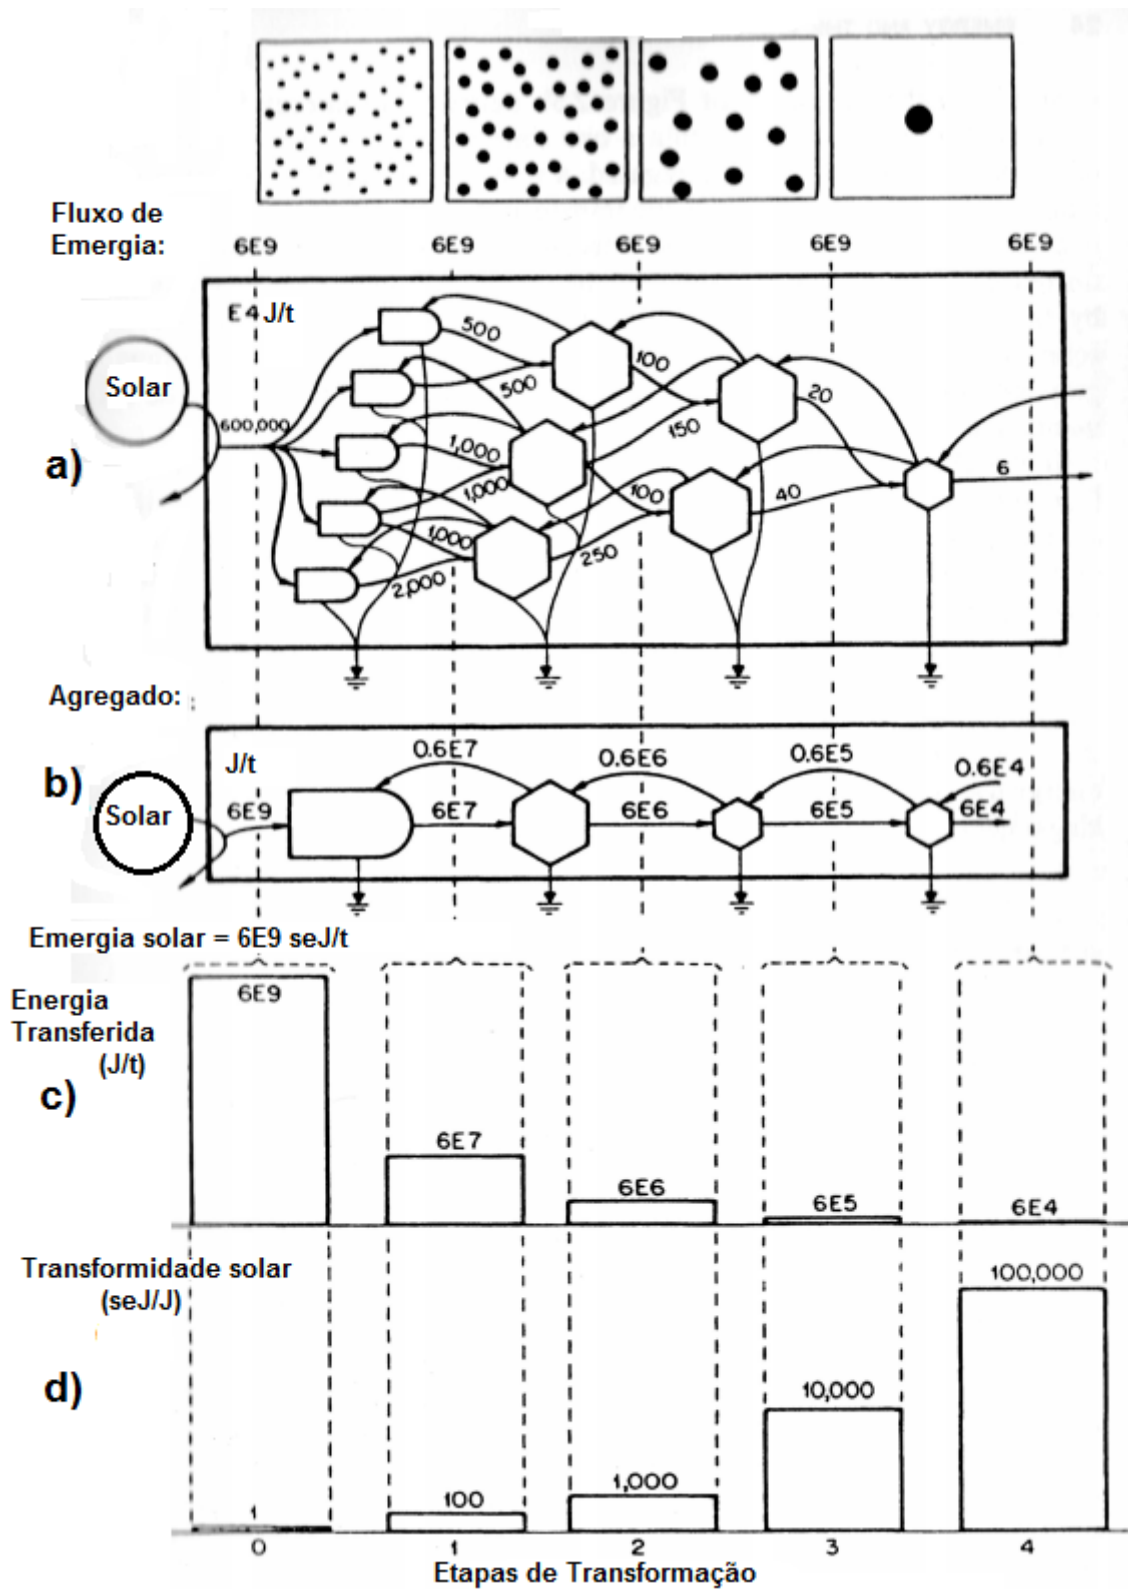 Fluxo de
Emergia:
6E9 6E9 6E9 6E9 6E9
E4 J/t
Solar
600,000
a)
500
500
1,000
1,000
1,000
2,000
100
150
100
250
20
40
6
Agregado:
b)
J/t
Solar
6E9
0.6E7
6E7
0.6E6
6E6
0.6E5
6E5
0.6E4
6E4
Emergia solar = 6E9 seJ/t
Energia
Transferida
(J/t)
c)
6E9
6E7
6E6
6E5
6E4
Transformidade solar
(seJ/J)
d)
1
100
1,000
10,000
100,000
0 1 2 3 4
Etapas de Transformação